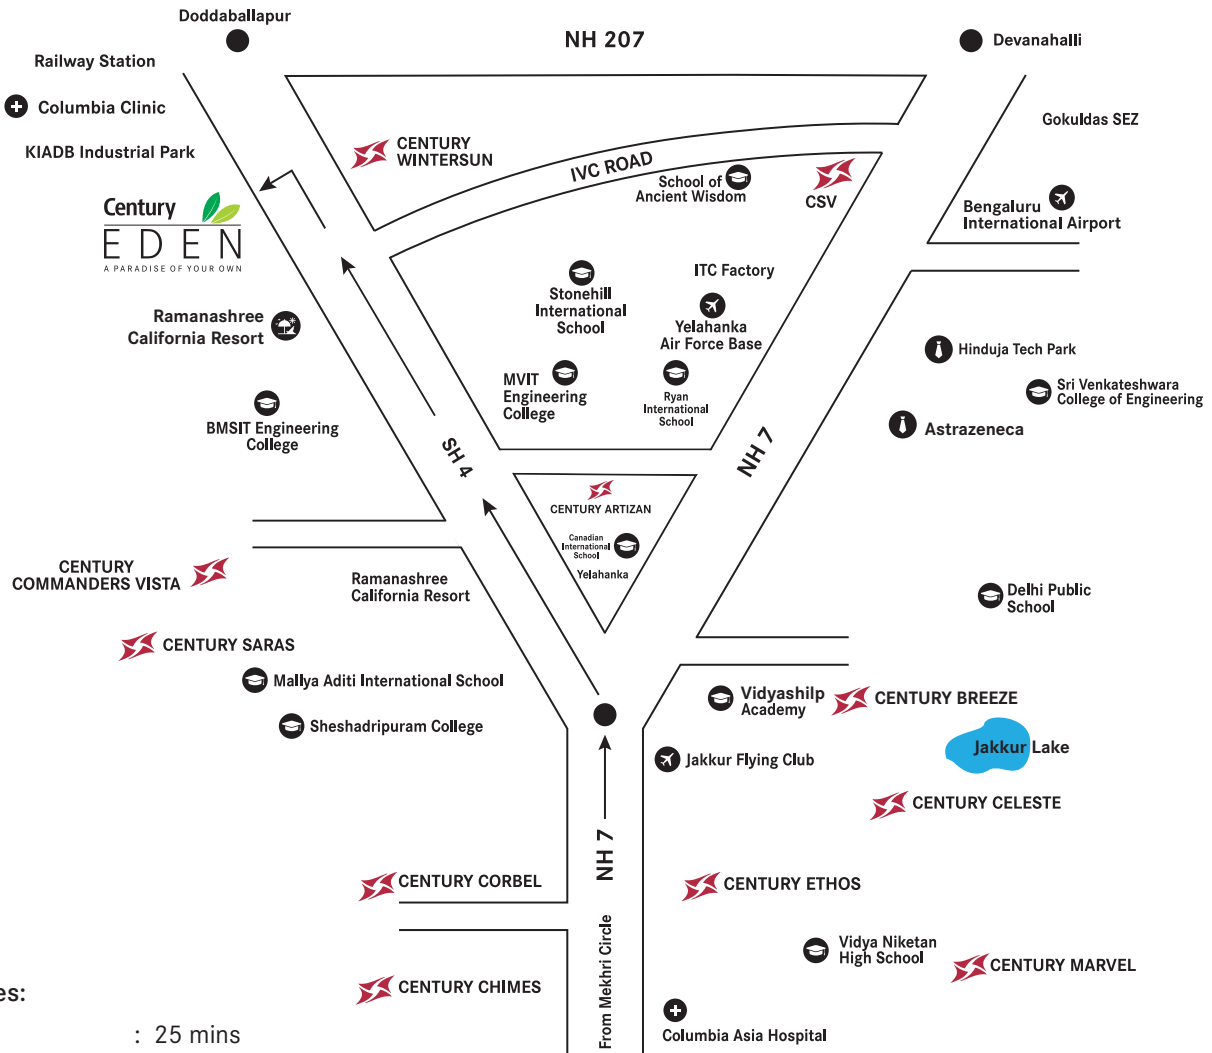 Doddaballapur
NH 207
Devanahalli
Railway Station
Columbia Clinic
Gokuldas SEZ
KIADB Industrial Park
CENTURY
WINTERSUN
IVC ROAD
School of
Ancient Wisdom
CSV
Bengaluru
International Airport
Century
EDEN
A PARADISE OF YOUR OWN
ITC Factory
Stonehill
International
School
Yelahanka
Air Force Base
Ramanashree
California Resort
Hinduja Tech Park
MVIT
Engineering
College
Ryan
International
School
Sri Venkateshwara
College of Engineering
BMSIT Engineering
College
Astrazeneca
SH 4
NH 7
CENTURY ARTIZAN
Canadian
International
School
Yelahanka
CENTURY
COMMANDERS VISTA
Ramanashree
California Resort
Delhi Public
School
CENTURY SARAS
Mallya Aditi International School
Sheshadripuram College
Vidyashilp
Academy
CENTURY BREEZE
Jakkur Lake
Jakkur Flying Club
CENTURY CELESTE
NH 7
CENTURY CORBEL
CENTURY ETHOS
From Mekhri Circle
Vidya Niketan
High School
CENTURY MARVEL
CENTURY CHIMES
es:
: 25 mins
Columbia Asia Hospital